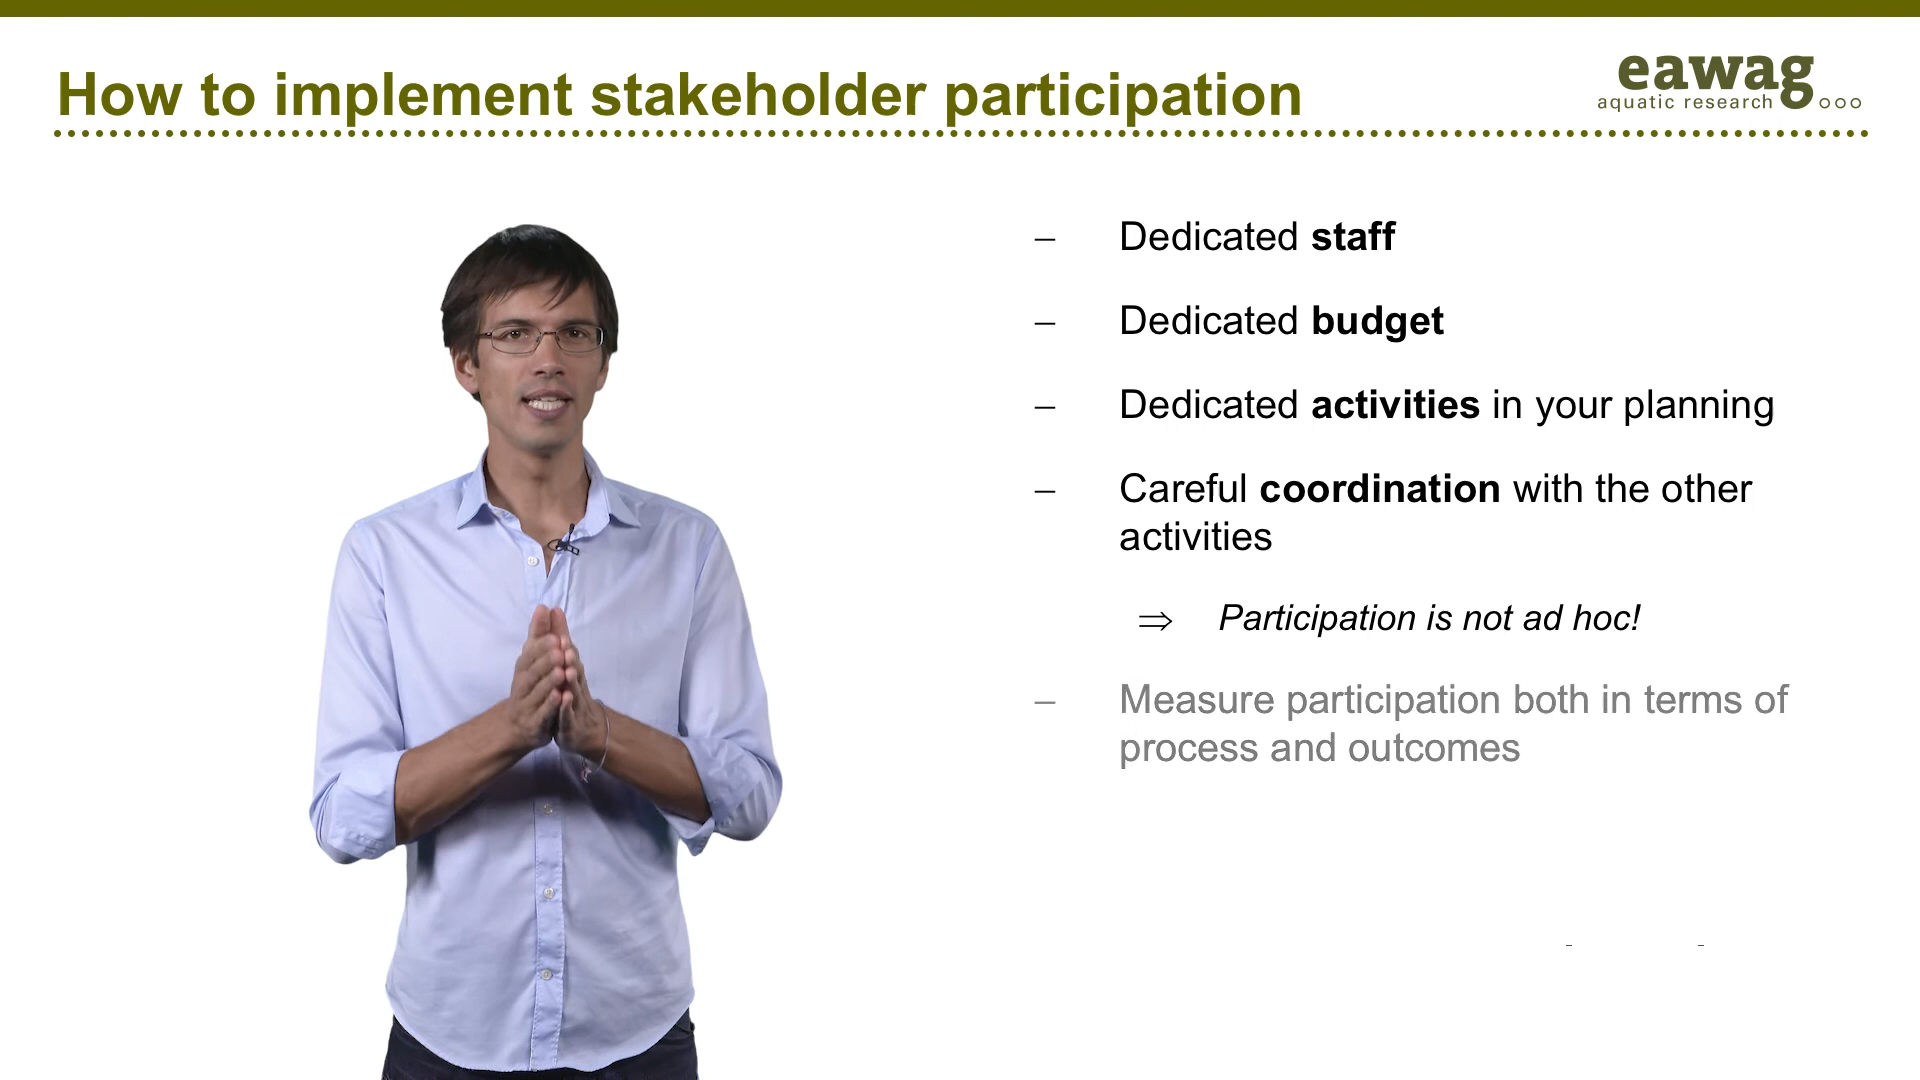 How to implement stakeholder participation
eawag
aquatic research
– Dedicated staff
– Dedicated budget
– Dedicated activities in your planning
– Careful coordination with the other
activities
⇒ Participation is not ad hoc!
– Measure participation both in terms of
process and outcomes